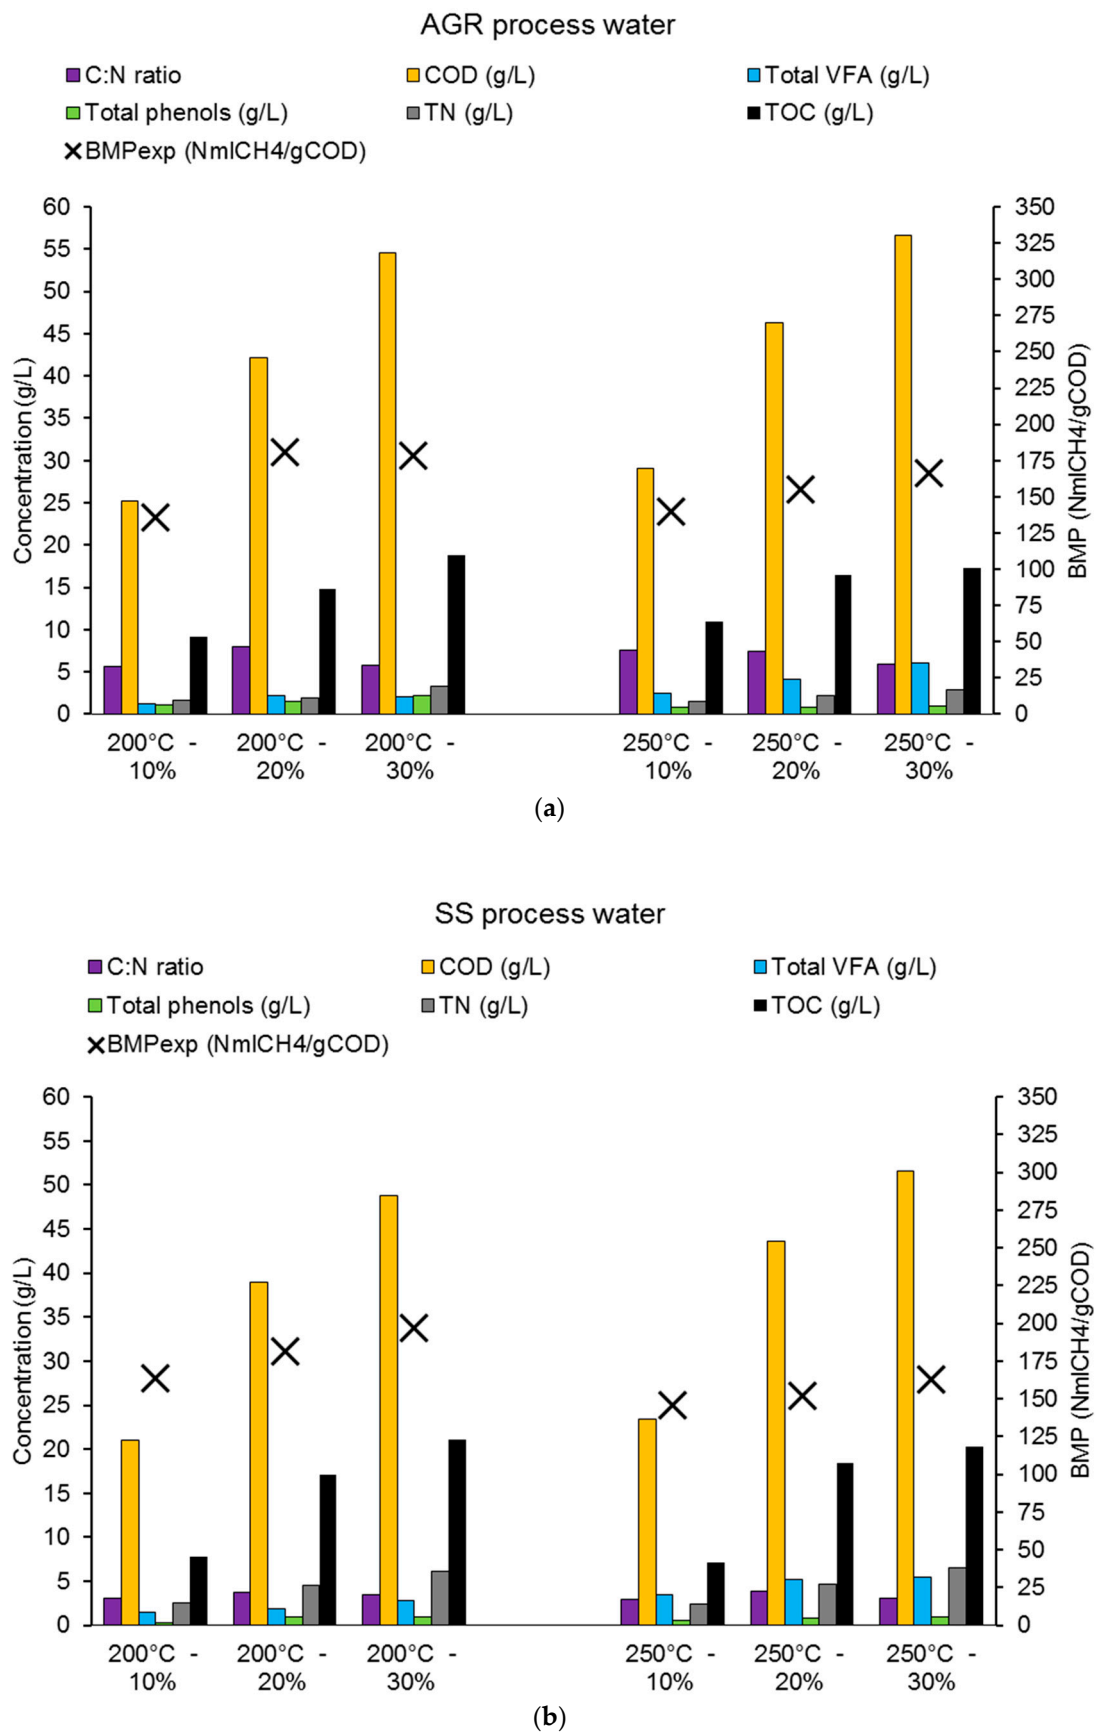 AGR process water
C:N ratio COD (g/L) Total VFA (g/L)
Total phenols (g/L) TN (g/L) TOC (g/L)
BMPexp (NmlCH4/gCOD)
60 350
55 325
50 300
45 275
40 250
35 225
30 200
25 175
20 150
15 125
10 100
5 75
0 50
25
0
Concentration (g/L)
BMP (NmlCH4/gCOD)
200°C - 200°C - 200°C - 250°C - 250°C - 250°C -
10% 20% 30% 10% 20% 30%
(a)
SS process water
C:N ratio COD (g/L) Total VFA (g/L)
Total phenols (g/L) TN (g/L) TOC (g/L)
BMPexp (NmlCH4/gCOD)
60 350
55 325
50 300
45 275
40 250
35 225
30 200
25 175
20 150
15 125
10 100
5 75
0 50
25
0
Concentration (g/L)
BMP (NmlCH4/gCOD)
200°C - 200°C - 200°C - 250°C - 250°C - 250°C -
10% 20% 30% 10% 20% 30%
(b)